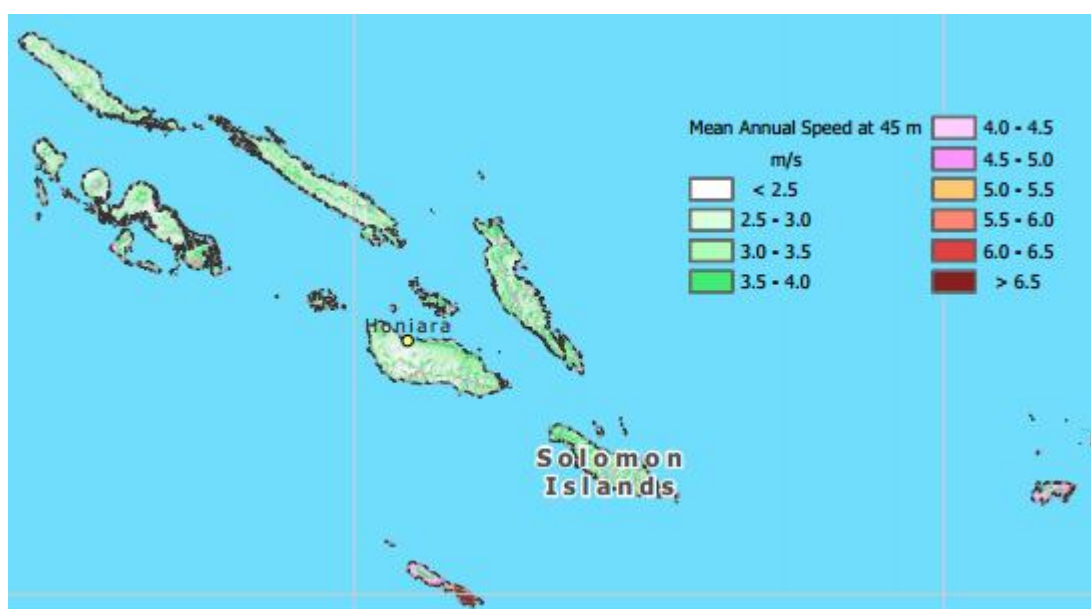 Mean Annual Speed at 45 m
m/s
< 2.5
2.5 - 3.0
3.0 - 3.5
3.5 - 4.0
4.0 - 4.5
4.5 - 5.0
5.0 - 5.5
5.5 - 6.0
6.0 - 6.5
> 6.5
Honiara
Solomon
Islands